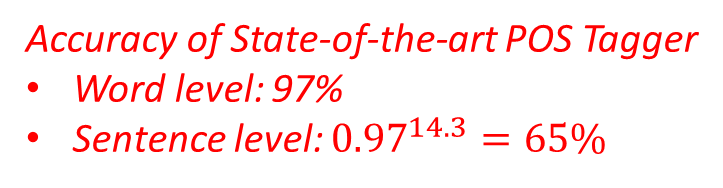 Accuracy of State-of-the-art POS Tagger
• Word level: 97%
• Sentence level: 0.97^14.3 = 65%